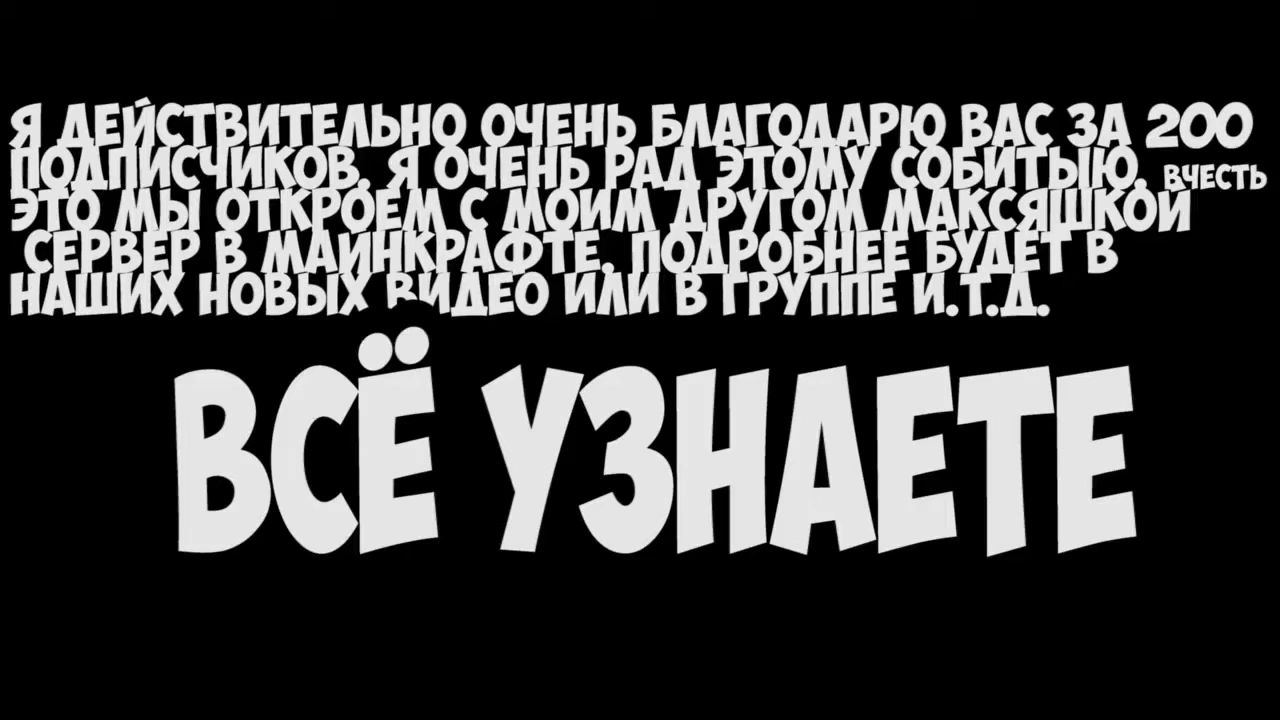 Я ДЕЙСТВИТЕЛЬНО ОЧЕНЬ БЛАГОДАРЮ ВАС ЗА 200
ПОДПИСЧИКОВ. Я ОЧЕНЬ РАД ЭТОМУ СОБИТЫЮ. ВЧЕСТЬ
ЭТО МЫ ОТКРОЕМ С МОИМ ДРУГОМ МАКСЯШКОЙ
СЕРВЕР В МАЙНКРАФТЕ. ПОДРОБНЕЕ БУДЕТ В
НАШИХ НОВЫХ ВИДЕО ИЛИ В ГРУППЕ И.Т.Д.
ВСЁ УЗНАЕТЕ